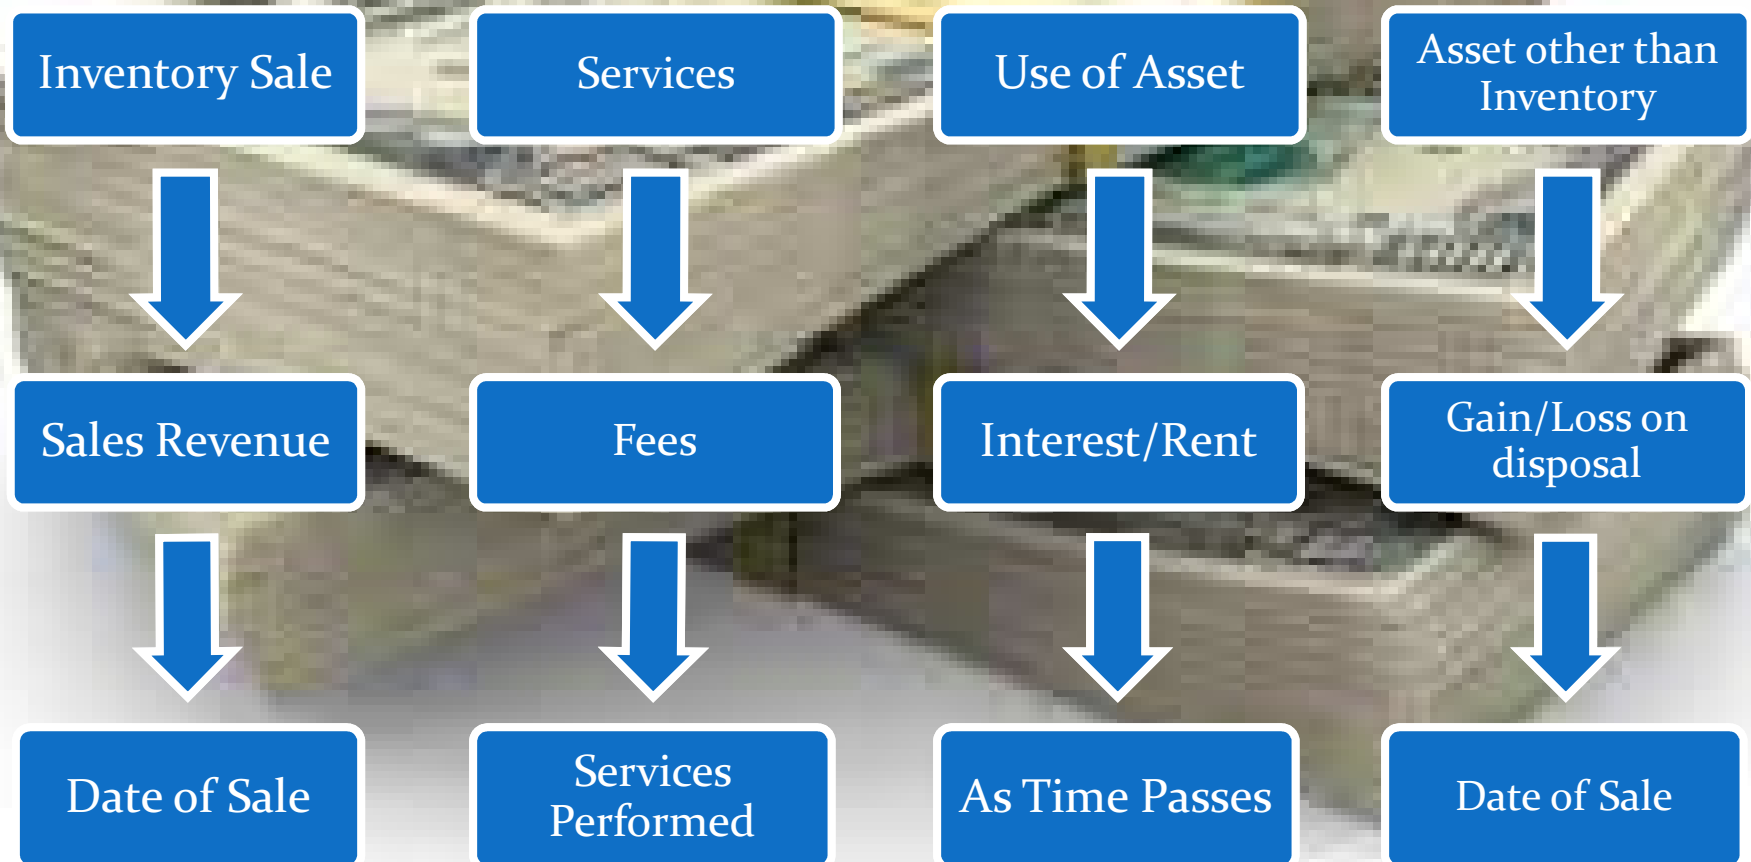 Inventory Sale
Services
Use of Asset
Asset other than
Inventory
Sales Revenue
Fees
Interest/Rent
Gain/Loss on
disposal
Date of Sale
Services
Performed
As Time Passes
Date of Sale